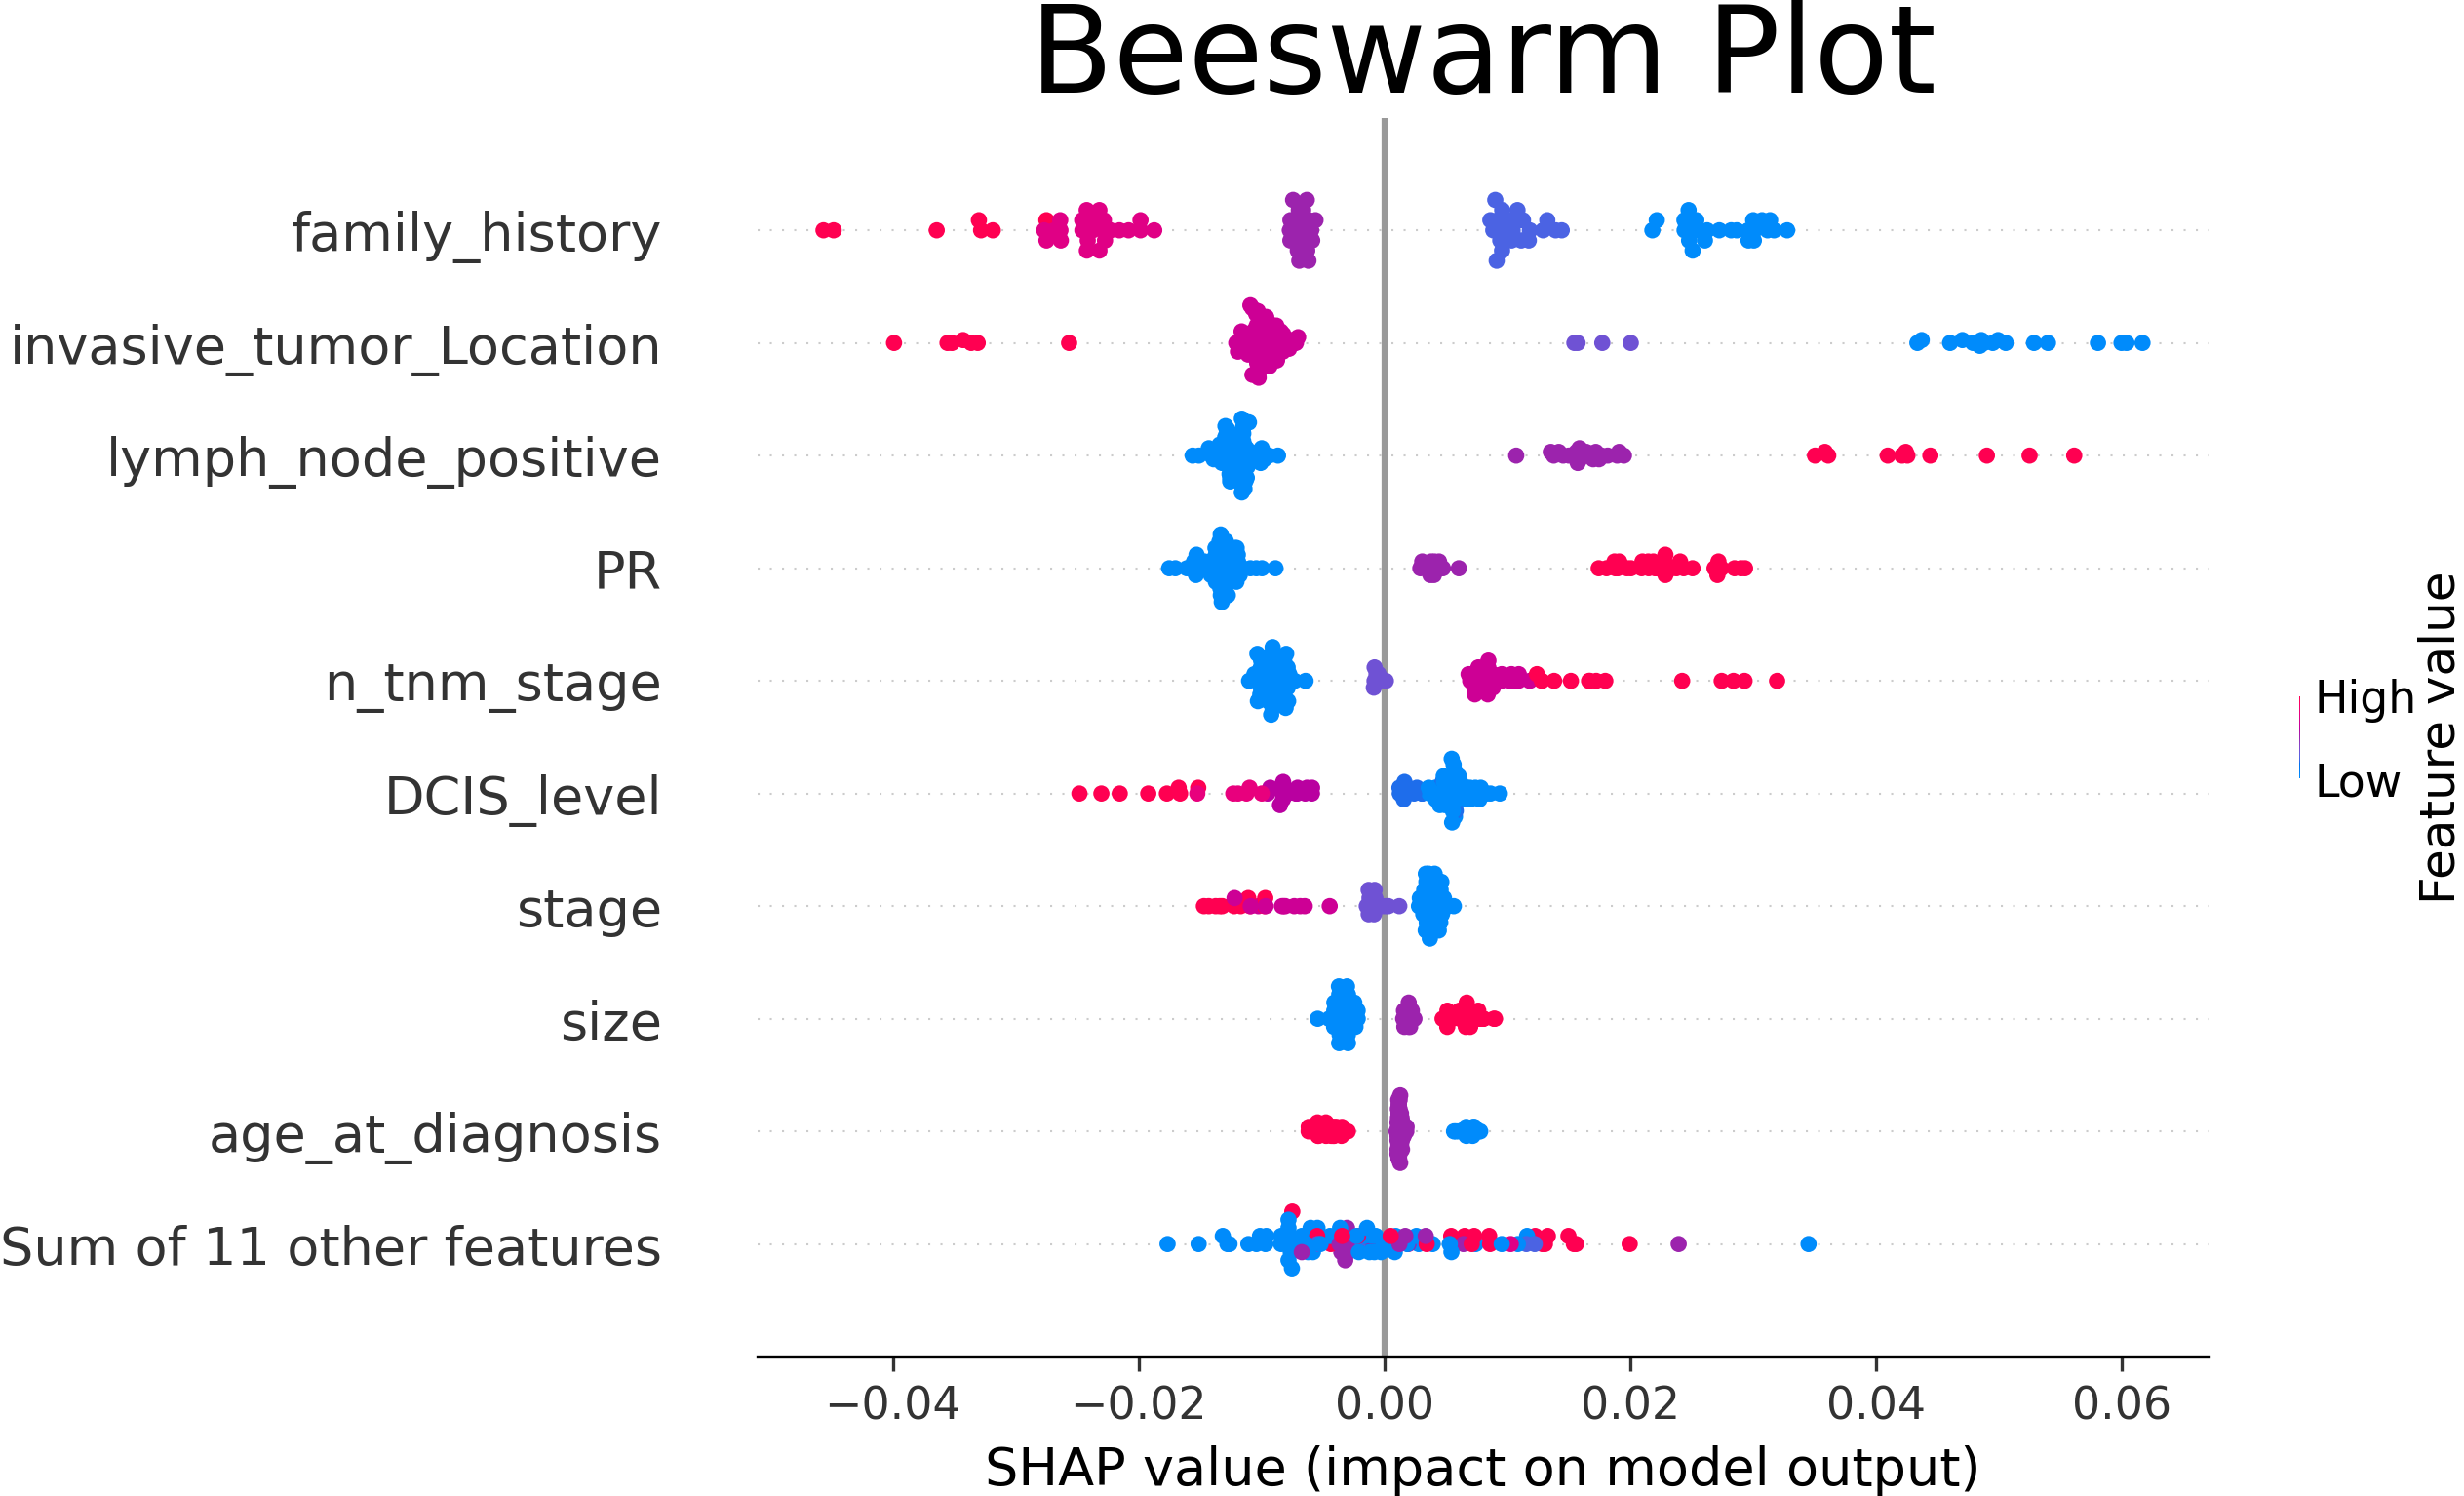 Beeswarm Plot
family_history
invasive_tumor_Location
lymph_node_positive
PR
n_tnm_stage
DCIS_level
stage
size
age_at_diagnosis
Sum of 11 other features
−0.04 −0.02 0.00 0.02 0.04 0.06
SHAP value (impact on model output)
High
Low
Feature value